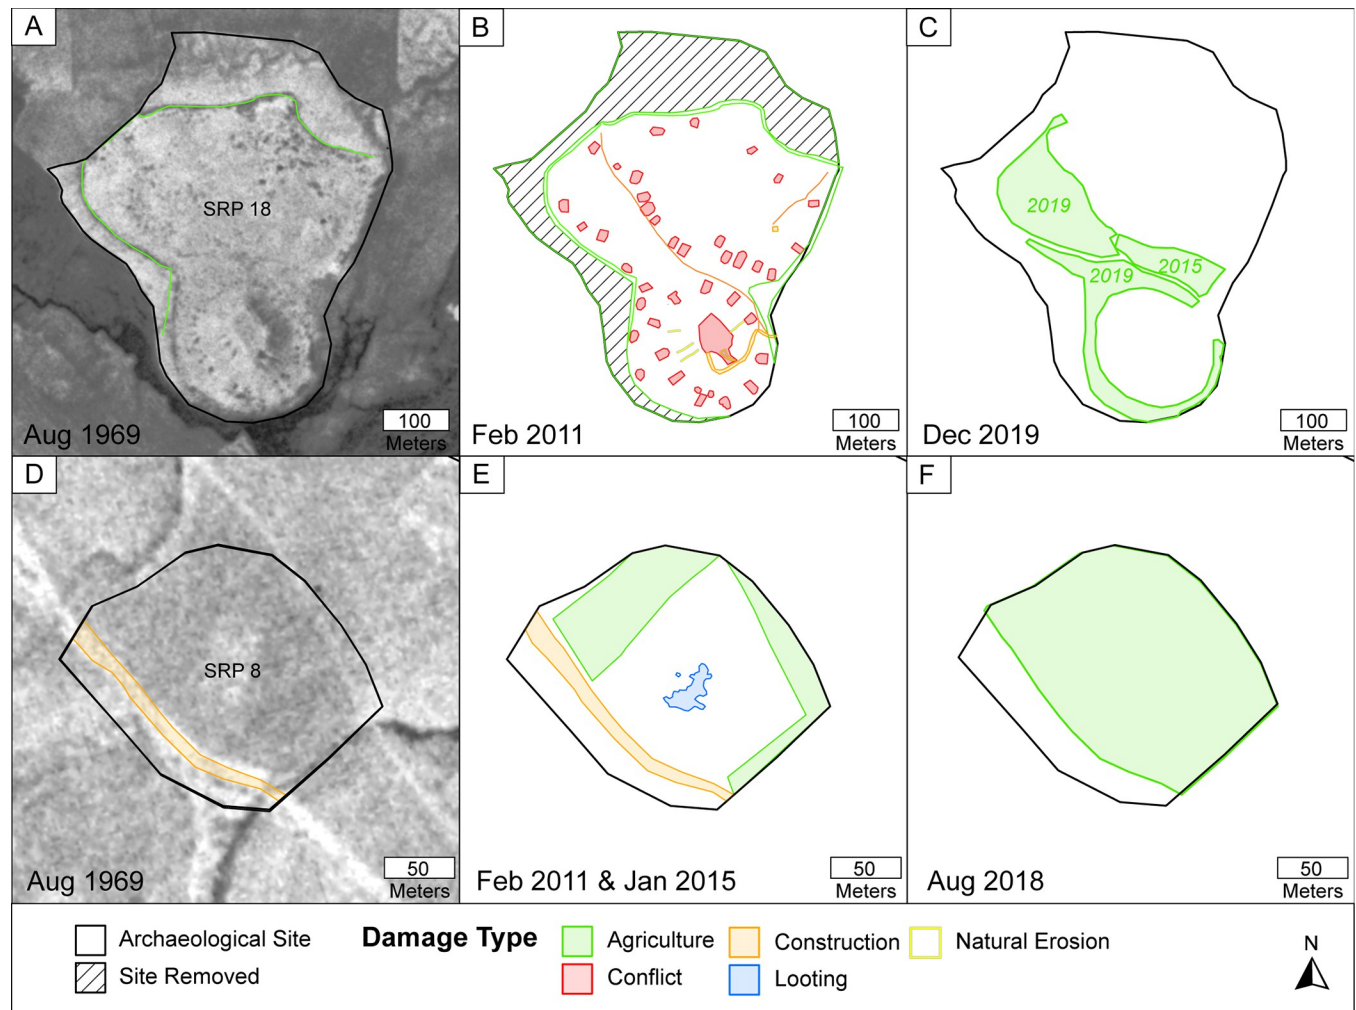 A
SRP 18
100
Aug 1969
Meters
B
100
Feb 2011
Meters
C
2019
2015
2019
100
Dec 2019
Meters
D
SRP 8
50
Aug 1969
Meters
E
50
Feb 2011 & Jan 2015
Meters
F
50
Aug 2018
Meters
Archaeological Site
Site Removed
Damage Type
Agriculture
Conflict
Construction
Looting
Natural Erosion
N